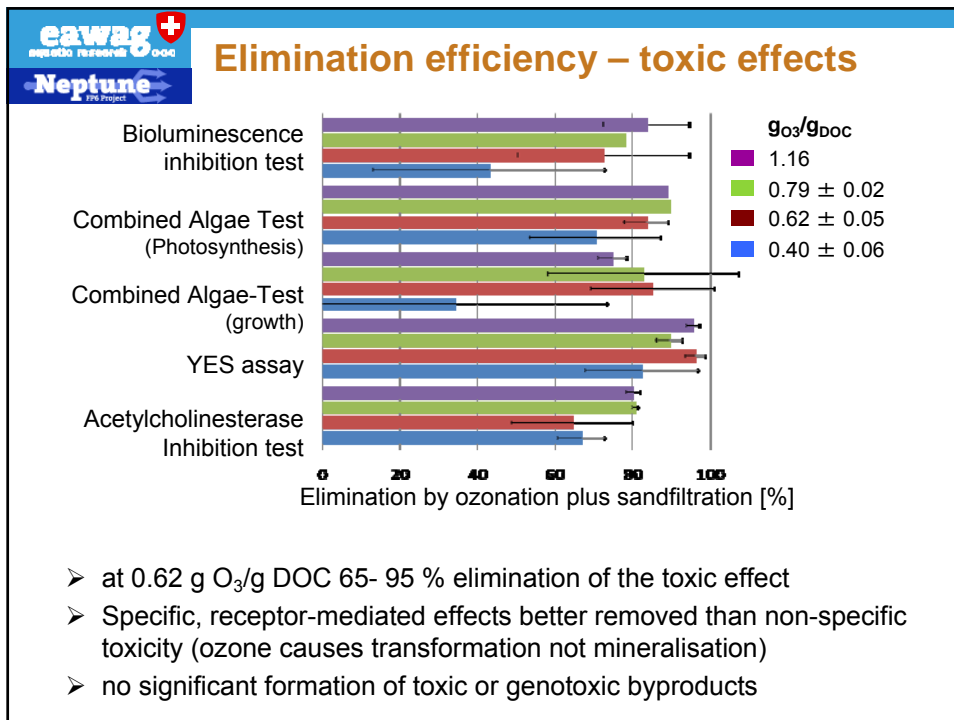 eawag
aquatic research
Neptune
FP6 Project
Elimination efficiency – toxic effects
Bioluminescence
inhibition test
Combined Algae Test
(Photosynthesis)
Combined Algae-Test
(growth)
YES assay
Acetylcholinesterase
Inhibition test
gO3/gDOC
1.16
0.79 ± 0.02
0.62 ± 0.05
0.40 ± 0.06
0 20 40 60 80 100
Elimination by ozonation plus sandfiltration [%]
➢ at 0.62 g O₃/g DOC 65- 95 % elimination of the toxic effect
➢ Specific, receptor-mediated effects better removed than non-specific
toxicity (ozone causes transformation not mineralisation)
➢ no significant formation of toxic or genotoxic byproducts